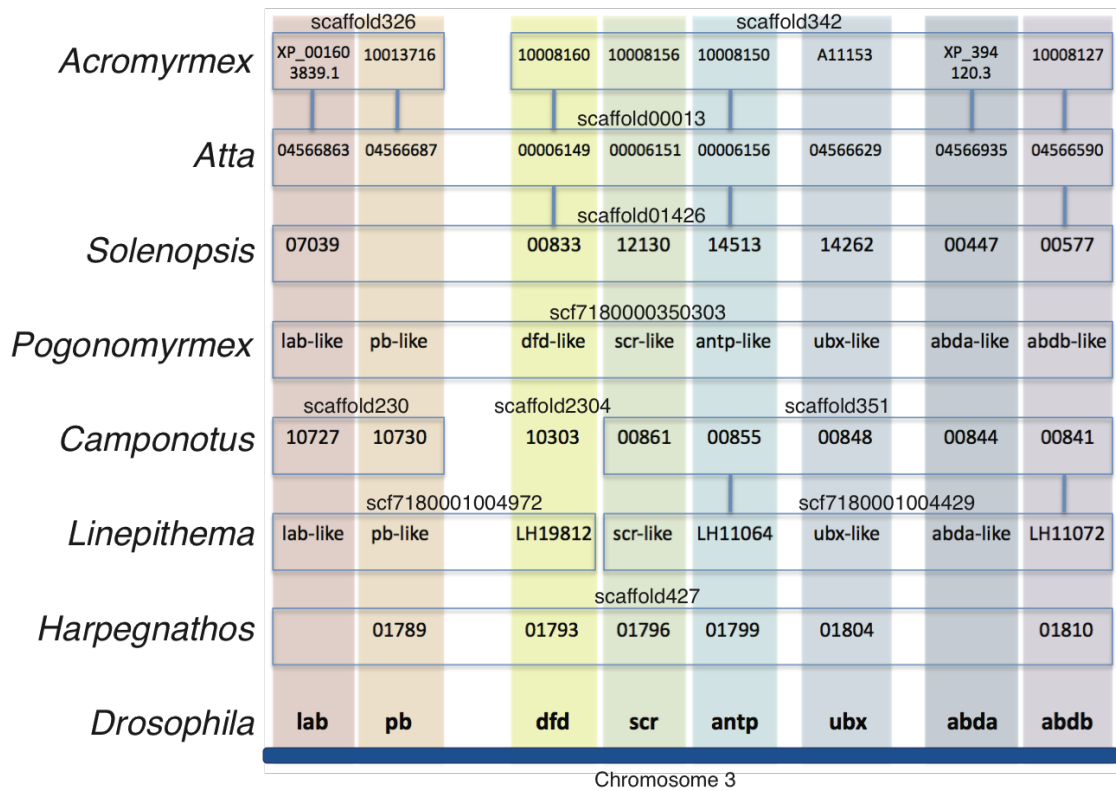 scaffold326 scaffold342
Acromyrmex XP_00160 3839.1 10013716 10008160 10008156 10008150 A11153 XP_394 120.3 10008127
scaffold00013
Atta 04566863 04566687 00006149 00006151 00006156 04566629 04566935 04566590
scaffold01426
Solenopsis 07039 00833 12130 14513 14262 00447 00577
scf7180000350303
Pogonomyrmex lab-like pb-like dfd-like scr-like antp-like ubx-like abda-like abdb-like
scaffold230 scaffold2304 scaffold351
Camponotus 10727 10730 10303 00861 00855 00848 00844 00841
scf7180001004972 scf7180001004429
Linepithema lab-like pb-like LH19812 scr-like LH11064 ubx-like abda-like LH11072
scaffold427
Harpegnathos 01789 01793 01796 01799 01804 01810
Drosophila lab pb dfd scr antp ubx abda abdb
Chromosome 3